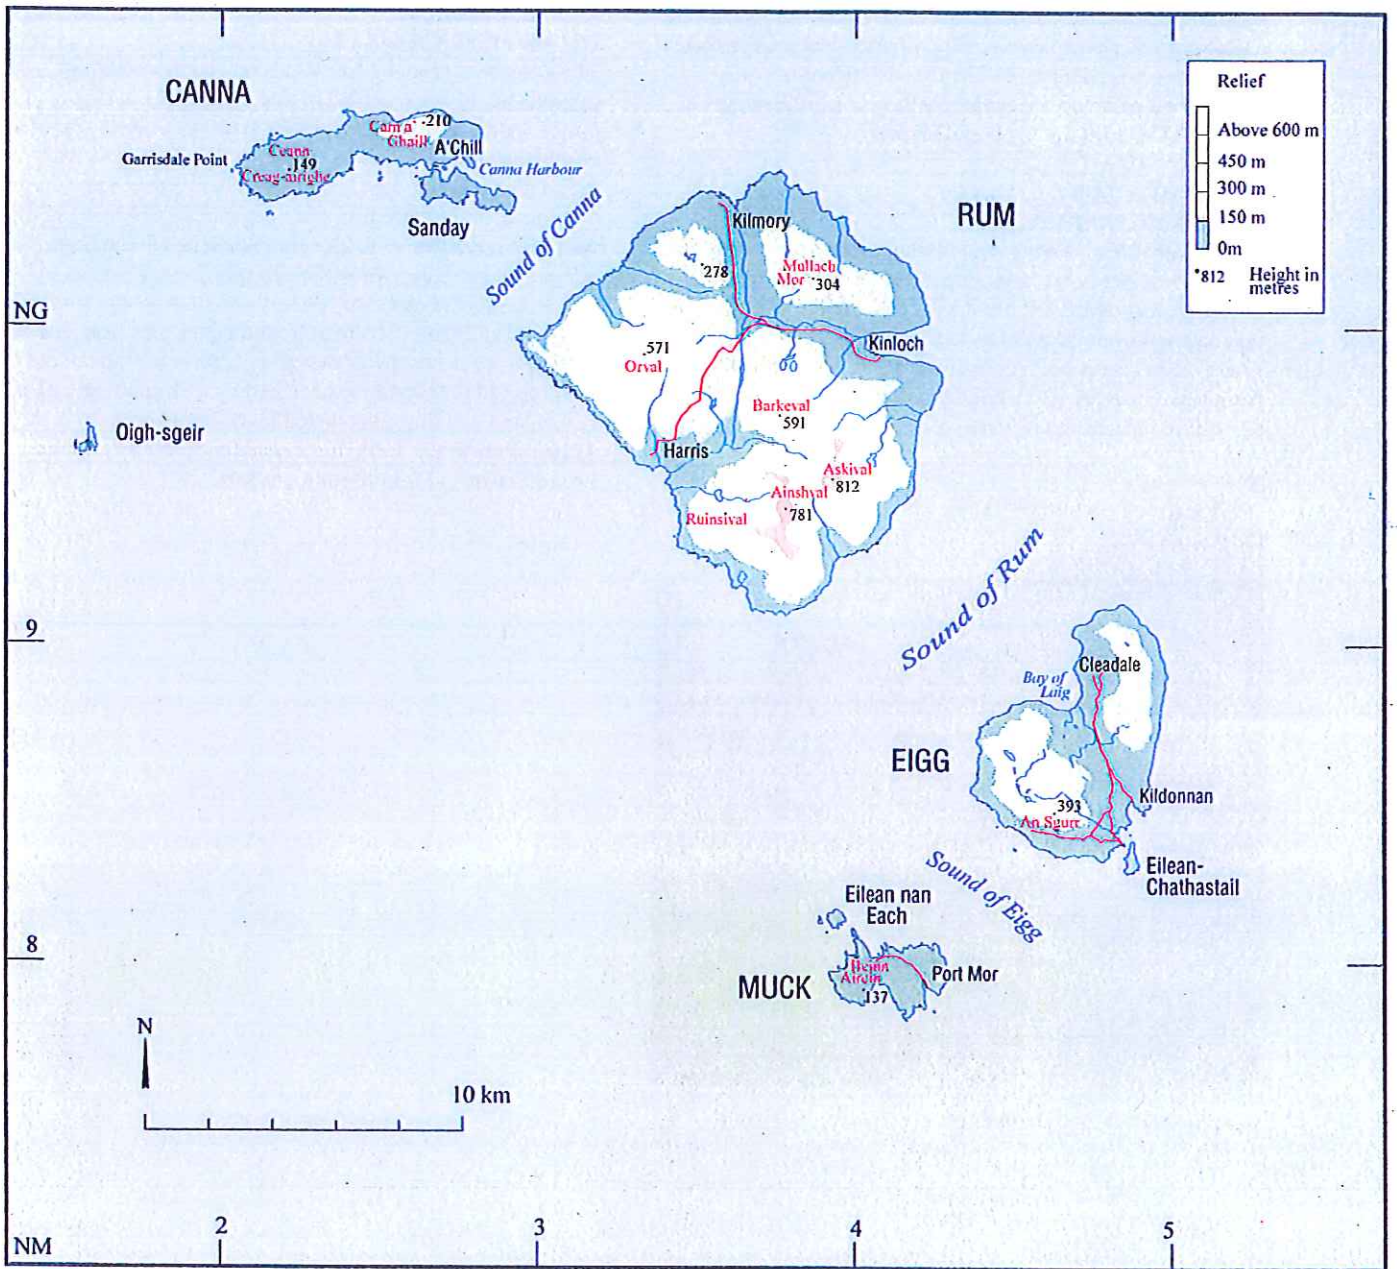 CANNA
Carn a'
Ghaill
210
A'Chill
Garrisdale Point
Ceann
149
Creag-airighe
Canna Harbour
Sanday
Sound of Canna
RUM
Relief
Above 600 m
450 m
300 m
150 m
0m
812 Height in
metres
Kilmory
278
Mullach
Mor
304
NG
Kinloch
571
Orval
Barkeval
591
Oigh-sgeir
Harris
Askival
812
Ainshval
781
Ruinsival
Sound of Rum
9
Cleadale
Bay of
Laig
EIGG
Kildonnan
393
An Sgurr
Eilean-
Chathastail
Sound of Eigg
Eilean nan
Each
8
Beinn
Airein
137
Port Mor
MUCK
N
10 km
2
3
4
5
NM